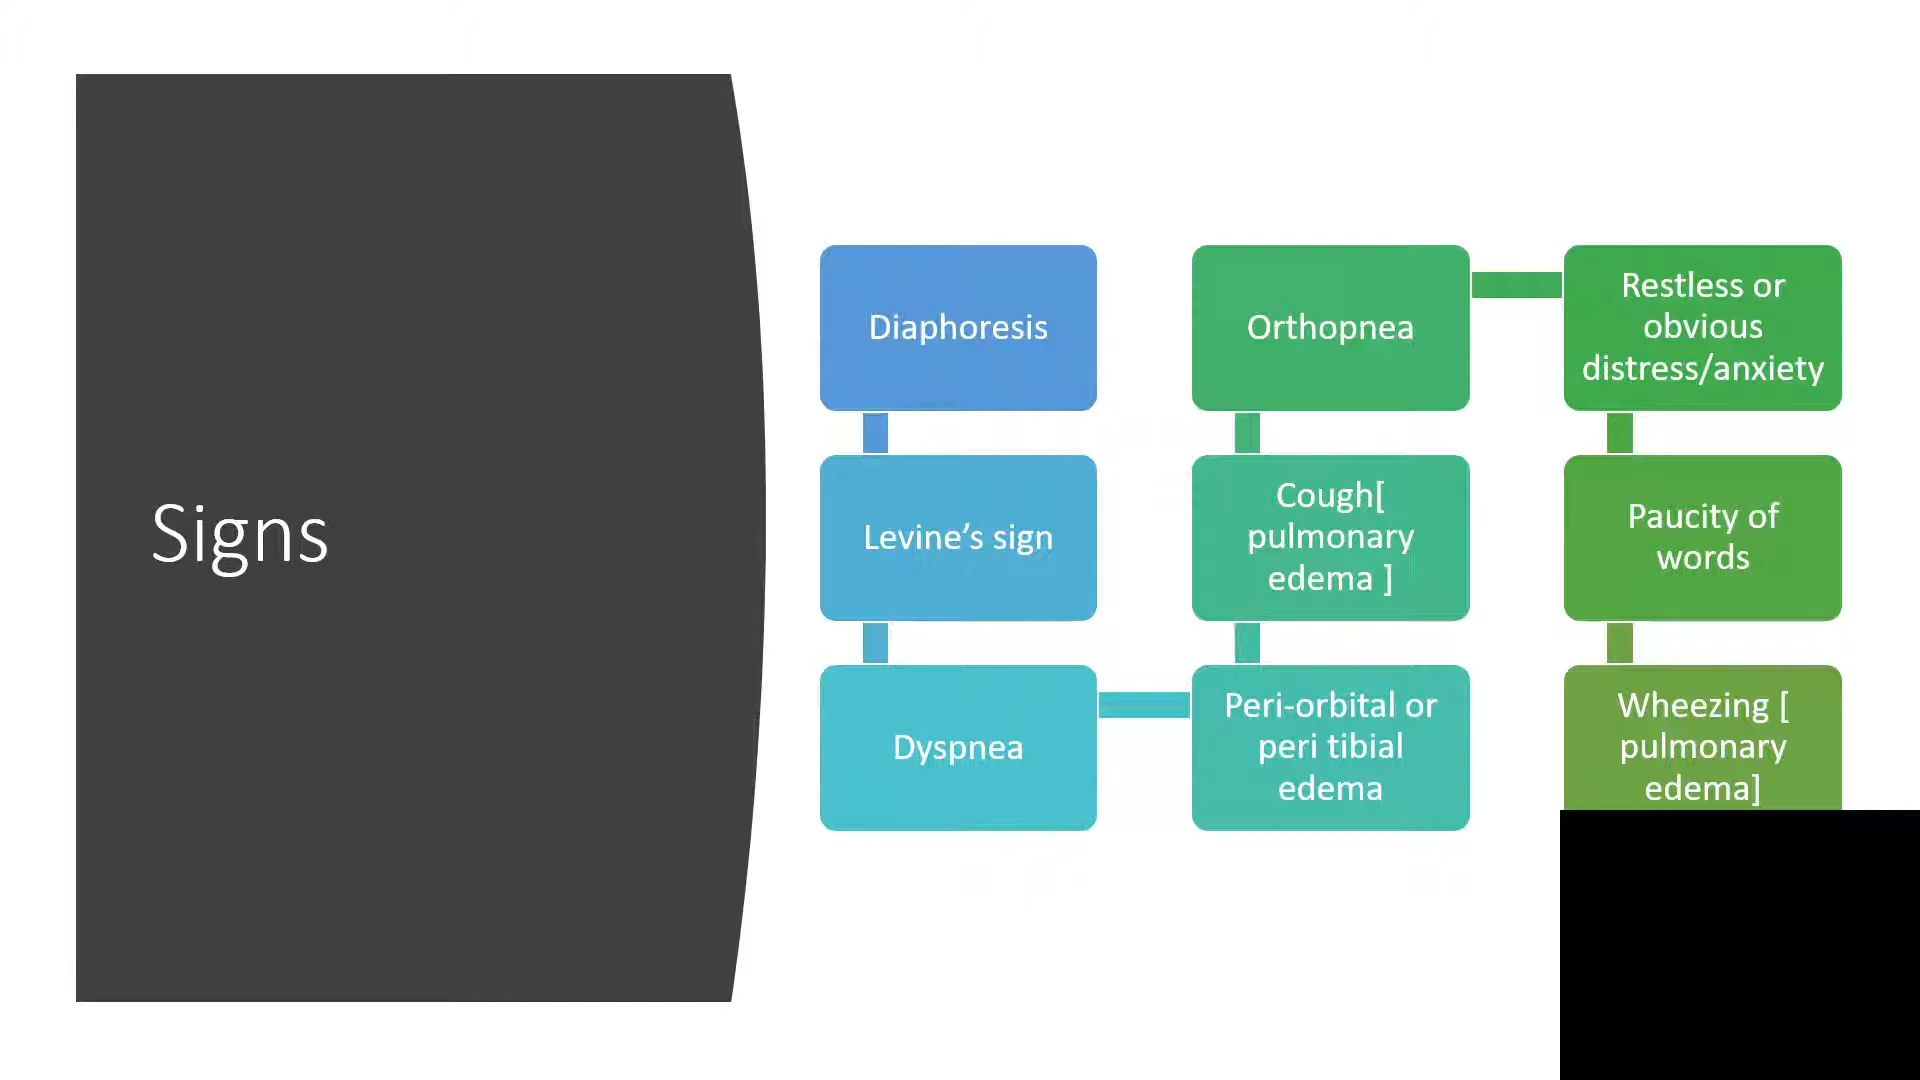 Signs
Diaphoresis
Levine’s sign
Dyspnea
Peri-orbital or
peri tibial
edema
Cough[
pulmonary
edema ]
Orthopnea
Restless or
obvious
distress/anxiety
Paucity of
words
Wheezing [
pulmonary
edema]